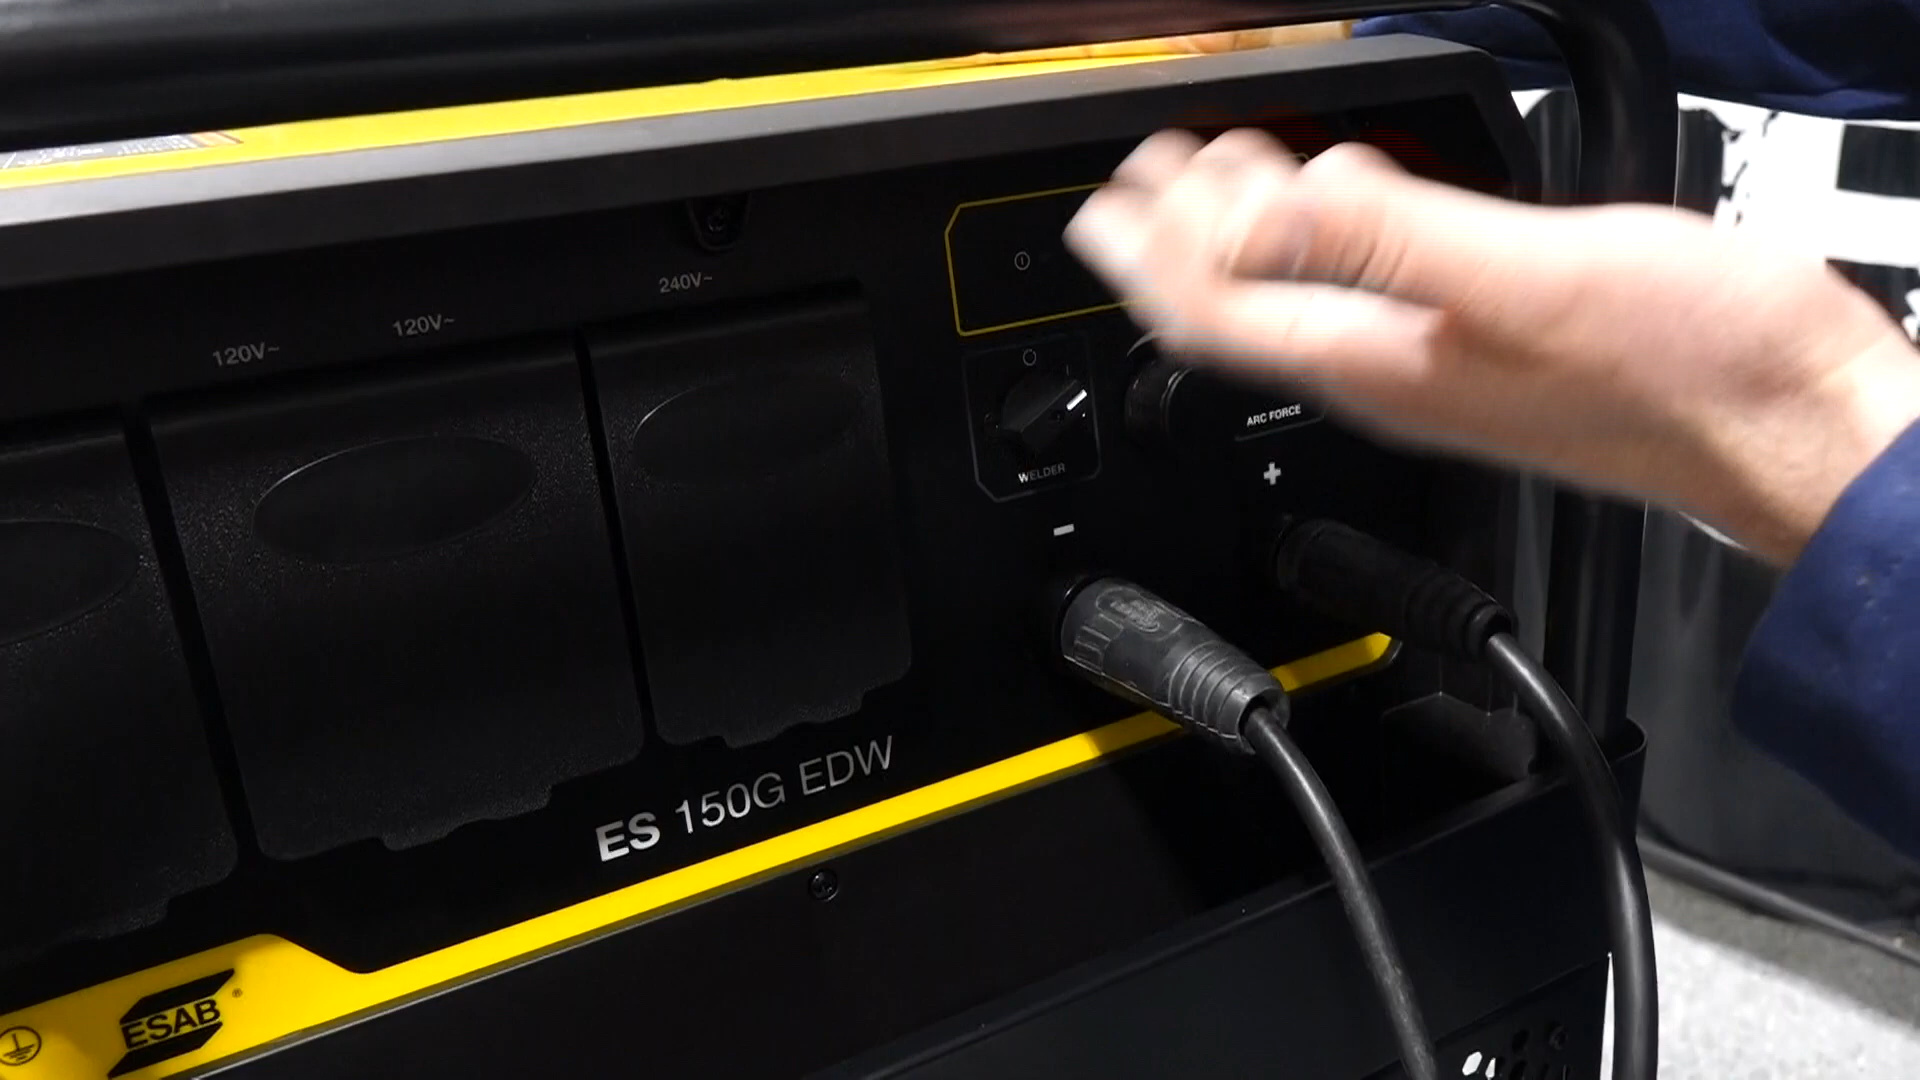 240V~
120V~
120V~
WELDER
ARC FORCE
+
-
ES 150G EDW
ESAB